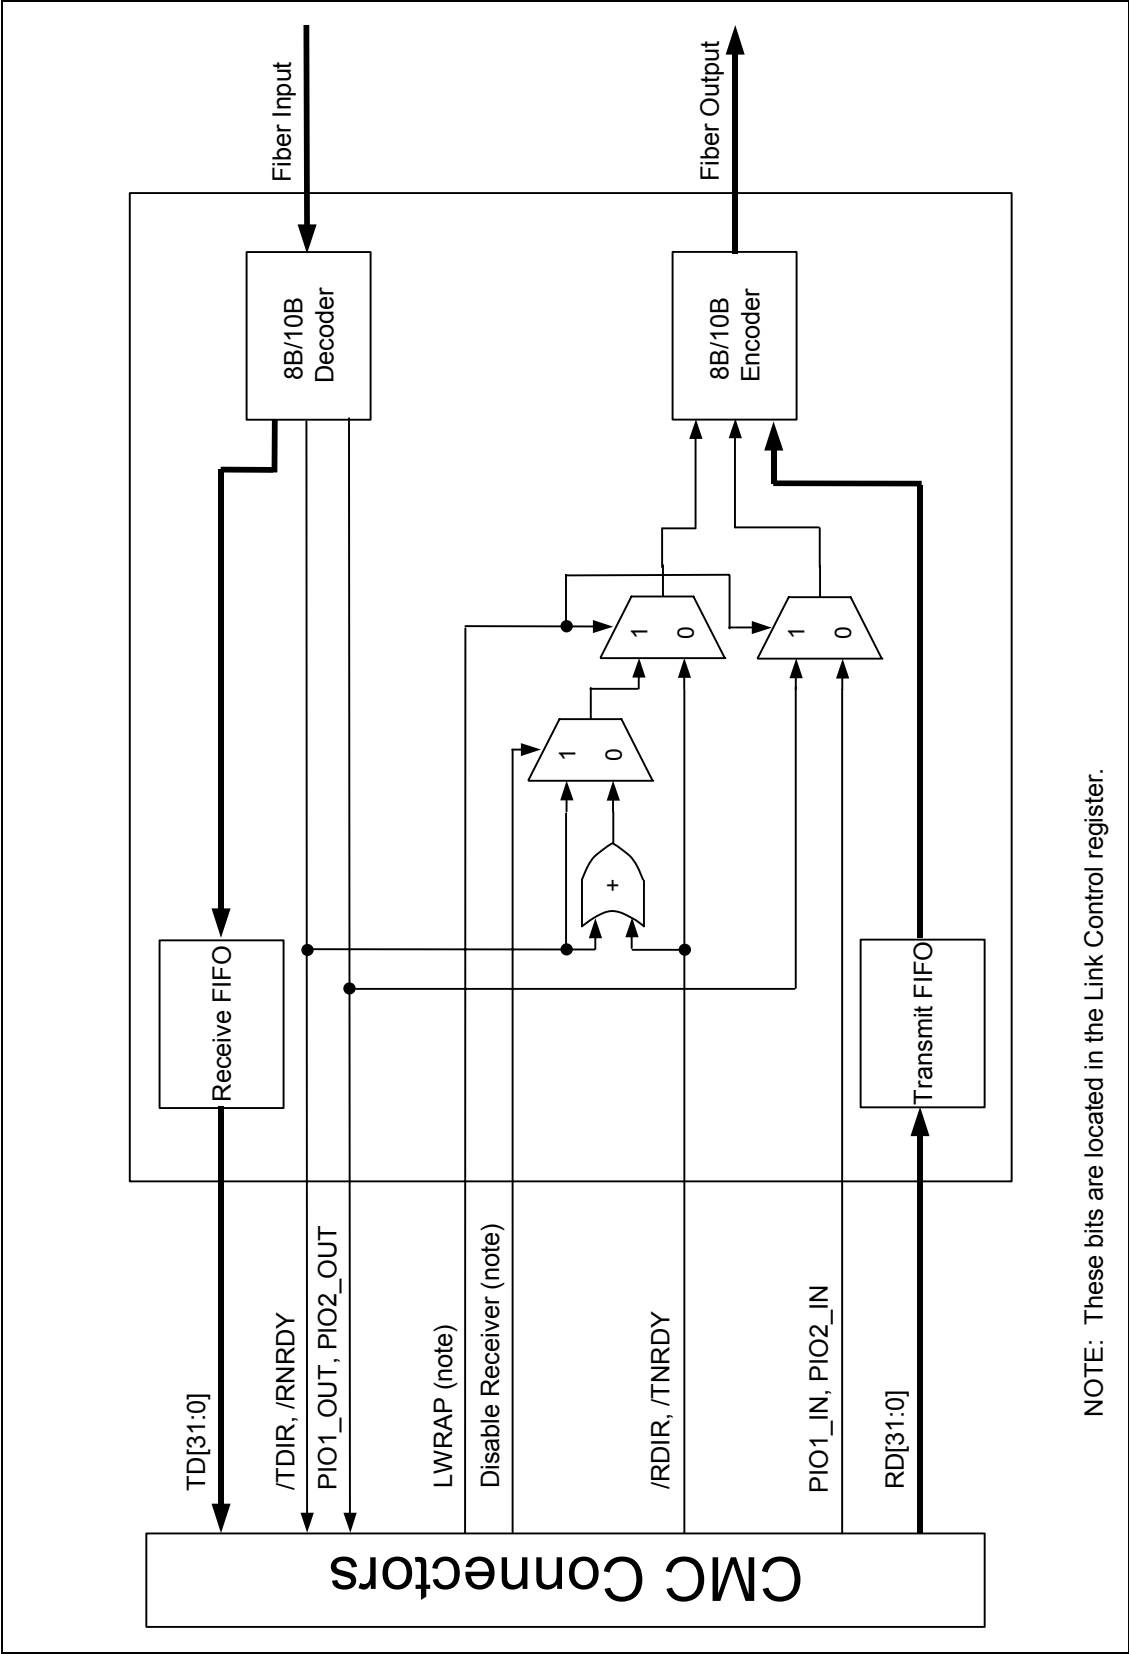 Fiber Input
Fiber Output
8B/10B
Decoder
8B/10B
Encoder
1
0
1
0
1
0
+
Receive FIFO
Transmit FIFO
TD[31:0]
/TDIR, /RNRDY
PIO1_OUT, PIO2_OUT
LWRAP (note)
Disable Receiver (note)
/RDIR, /TNRDY
PIO1_IN, PIO2_IN
RD[31:0]
CMC Connectors
NOTE: These bits are located in the Link Control register.